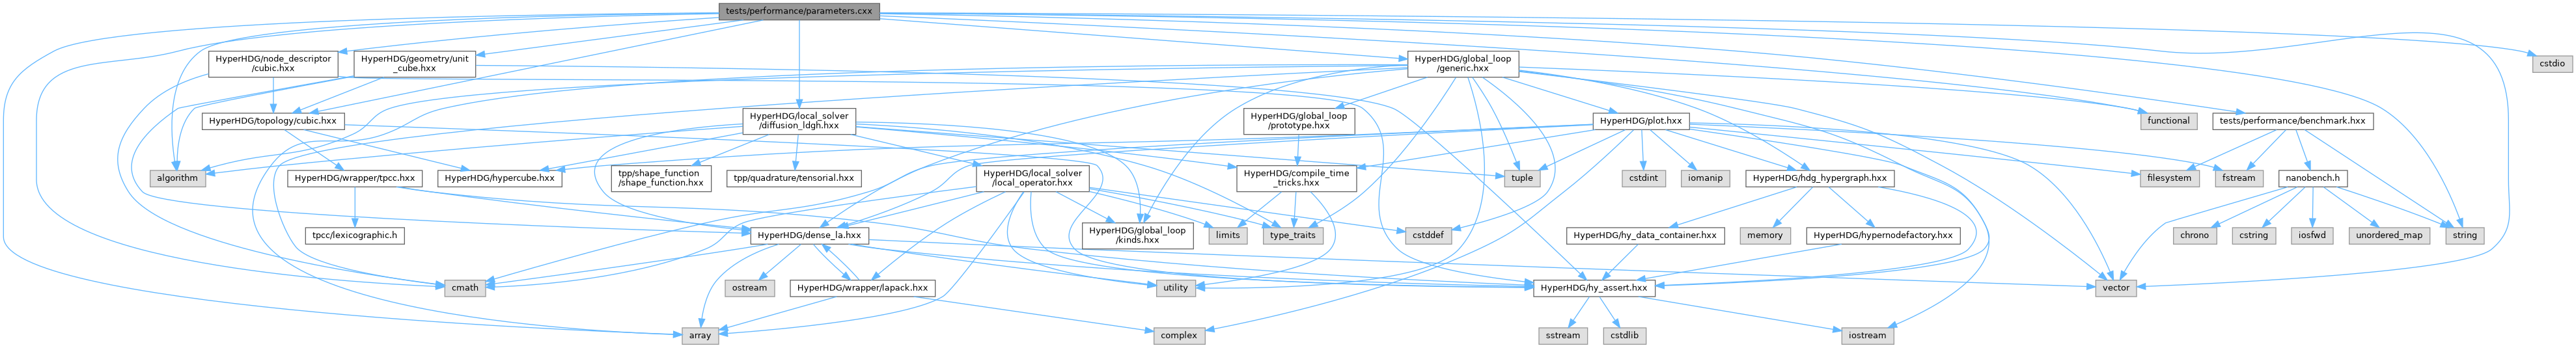 tests/performance/parameters.cxx
HyperHDG/node_descriptor
/cubic.hxx
HyperHDG/geometry/unit
_cube.hxx
HyperHDG/global_loop
/generic.hxx
cstdio
HyperHDG/topology/cubic.hxx
HyperHDG/local_solver
/diffusion_ldgh.hxx
HyperHDG/global_loop
/prototype.hxx
HyperHDG/plot.hxx
functional
tests/performance/benchmark.hxx
algorithm
HyperHDG/wrapper/tpcc.hxx
HyperHDG/hypercube.hxx
tpp/shape_function
/shape_function.hxx
tpp/quadrature/tensorial.hxx
HyperHDG/local_solver
/local_operator.hxx
HyperHDG/compile_time
_tricks.hxx
tuple
cstdint
iomanip
HyperHDG/hdg_hypergraph.hxx
filesystem
fstream
nanobench.h
tpcc/lexicographic.h
HyperHDG/dense_la.hxx
HyperHDG/global_loop
/kinds.hxx
limits
type_traits
cstddef
HyperHDG/hy_data_container.hxx
memory
HyperHDG/hypernodefactory.hxx
chrono
cstring
iosfwd
unordered_map
string
cmath
ostream
HyperHDG/wrapper/lapack.hxx
utility
HyperHDG/hy_assert.hxx
vector
array
complex
sstream
cstdlib
iostream